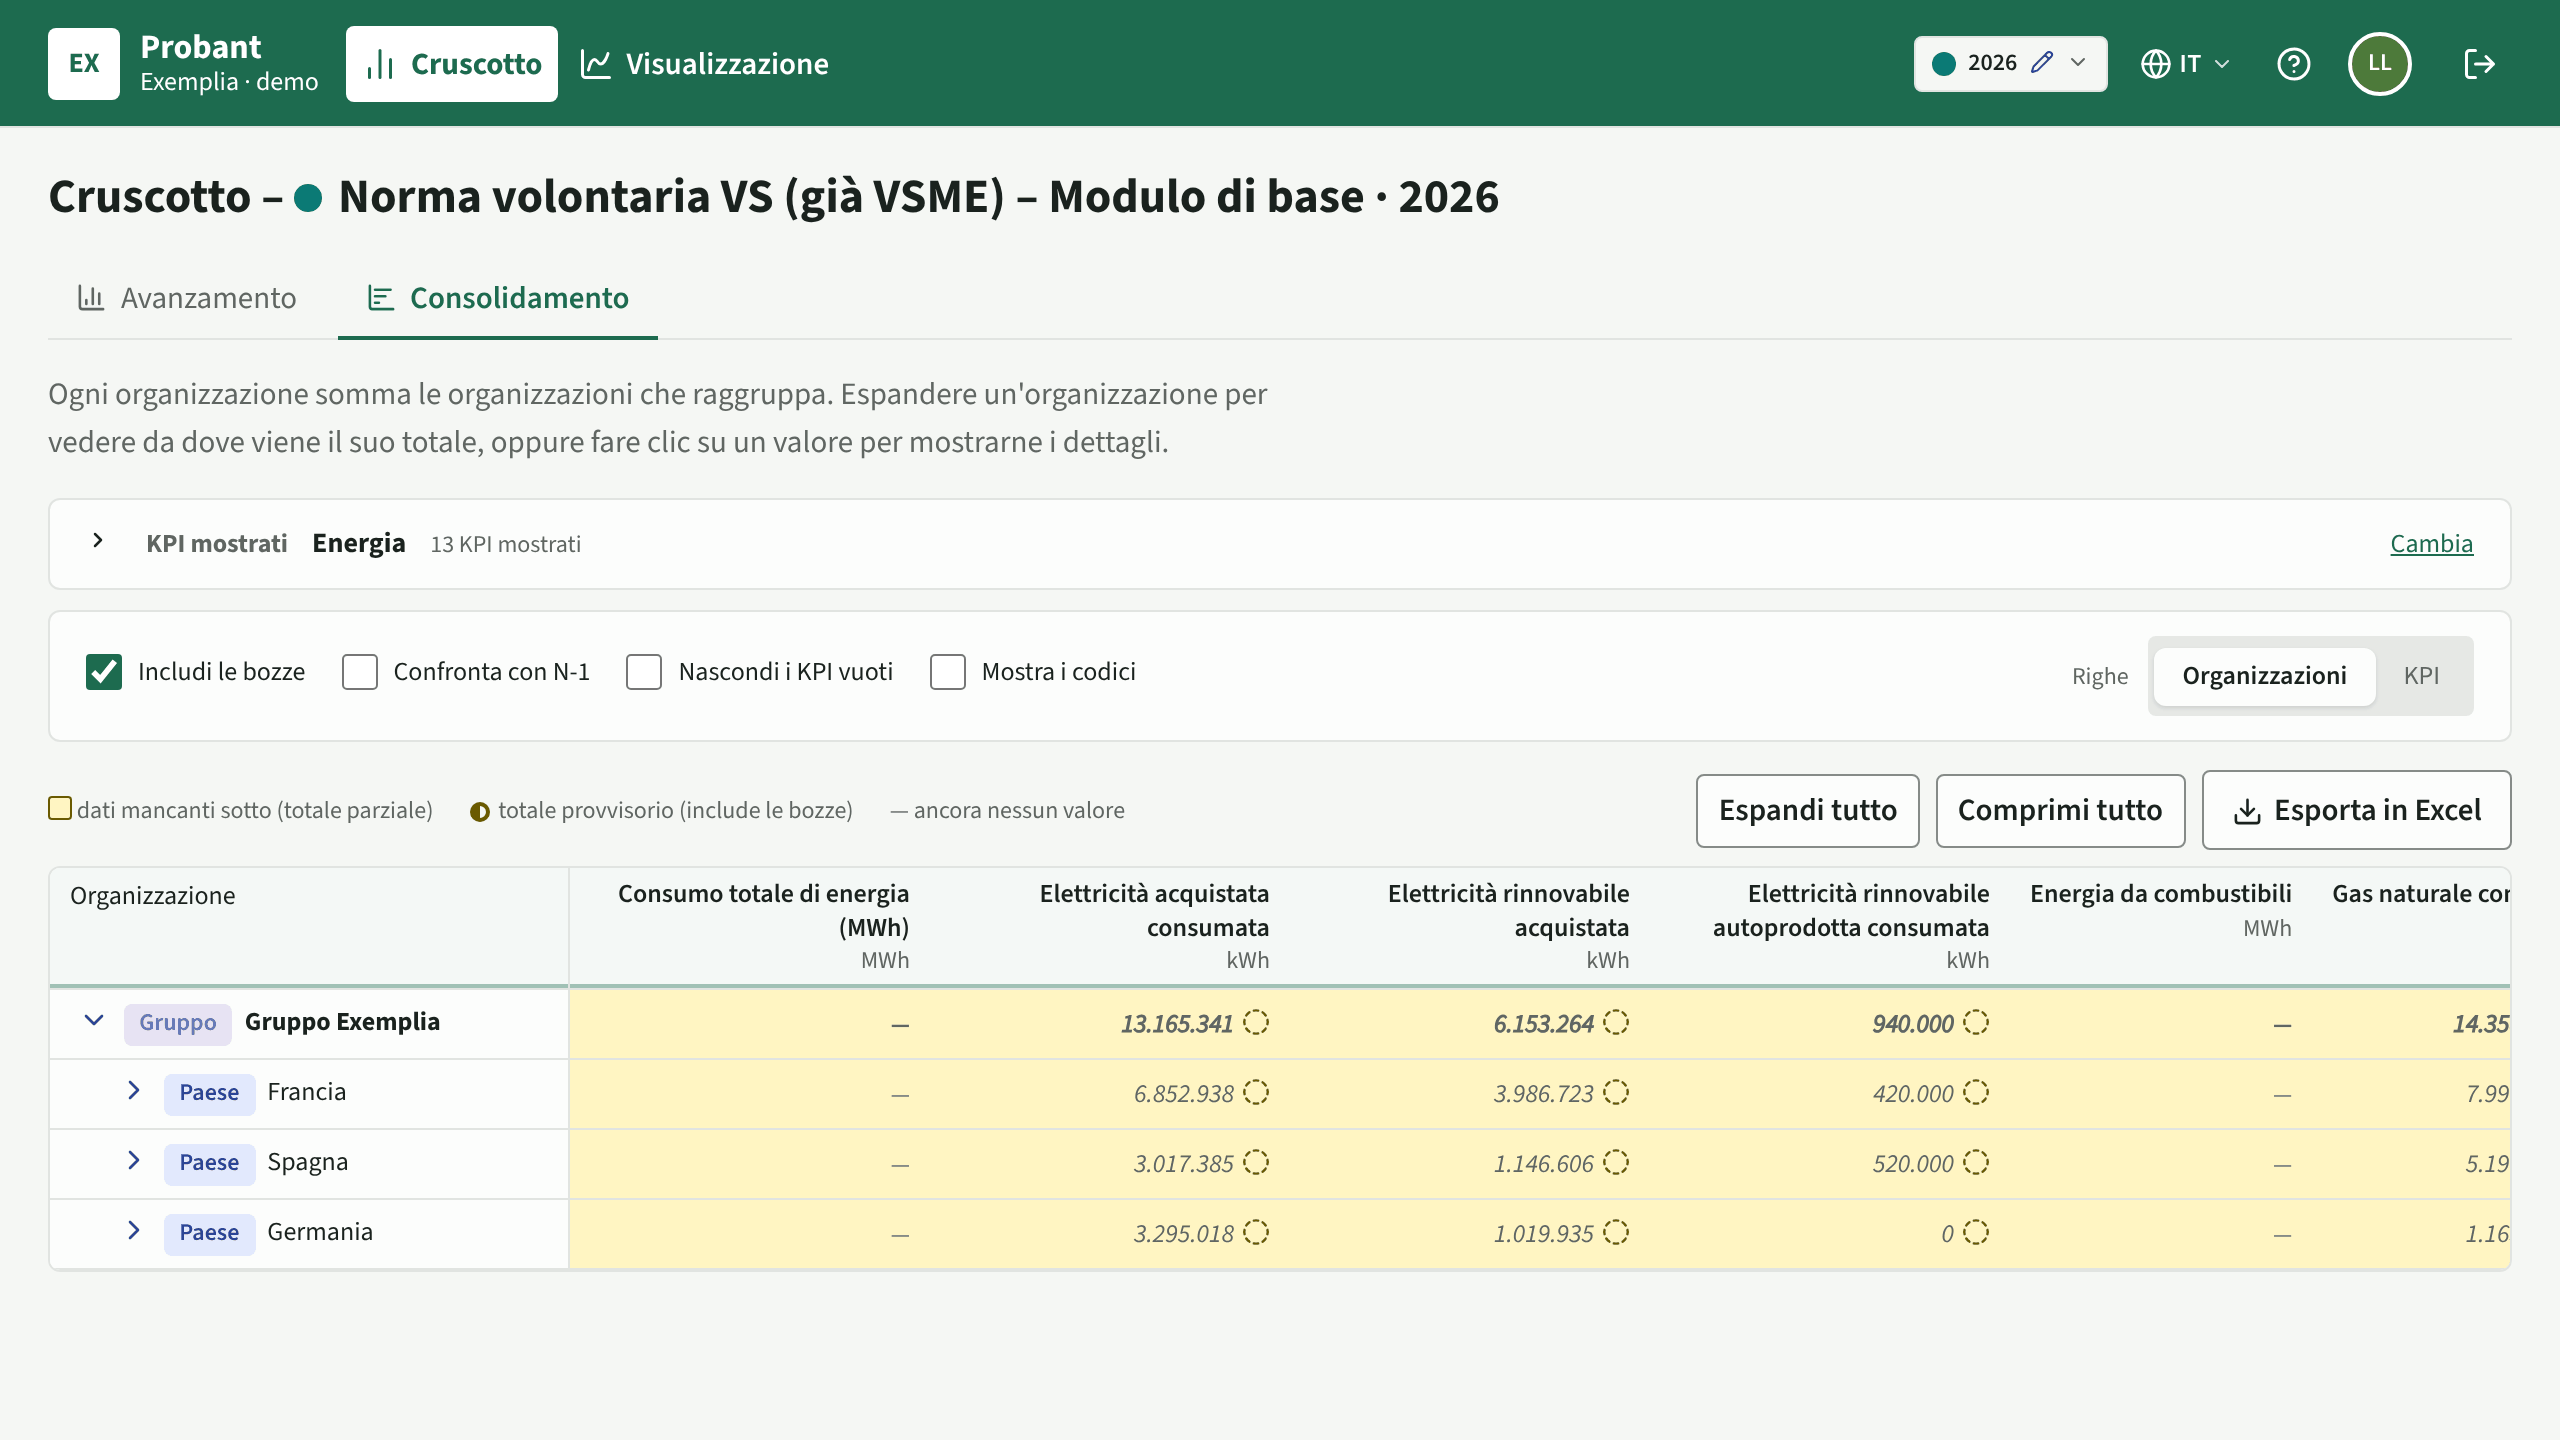 EX
Probant
Exemplia · demo
Cruscotto
Visualizzazione
2026
IT
LL
Cruscotto – Norma volontaria VS (già VSME) – Modulo di base · 2026
Avanzamento
Consolidamento
Ogni organizzazione somma le organizzazioni che raggruppa. Espandere un'organizzazione per
vedere da dove viene il suo totale, oppure fare clic su un valore per mostrarne i dettagli.
KPI mostrati Energia 13 KPI mostrati
Cambia
Includi le bozze
Confronta con N-1
Nascondi i KPI vuoti
Mostra i codici
Righe
Organizzazioni
KPI
dati mancanti sotto (totale parziale)
totale provvisorio (include le bozze)
— ancora nessun valore
Espandi tutto
Comprimi tutto
Esporta in Excel
Organizzazione
Consumo totale di energia
(MWh)
MWh
Elettricità acquistata
consumata
kWh
Elettricità rinnovabile
acquistata
kWh
Elettricità rinnovabile
autoprodotta consumata
kWh
Energia da combustibili
MWh
Gas naturale
Gruppo Gruppo Exemplia — 13.165.341 6.153.264 940.000 — 14.35
Paese Francia — 6.852.938 3.986.723 420.000 — 7.99
Paese Spagna — 3.017.385 1.146.606 520.000 — 5.19
Paese Germania — 3.295.018 1.019.935 0 — 1.16